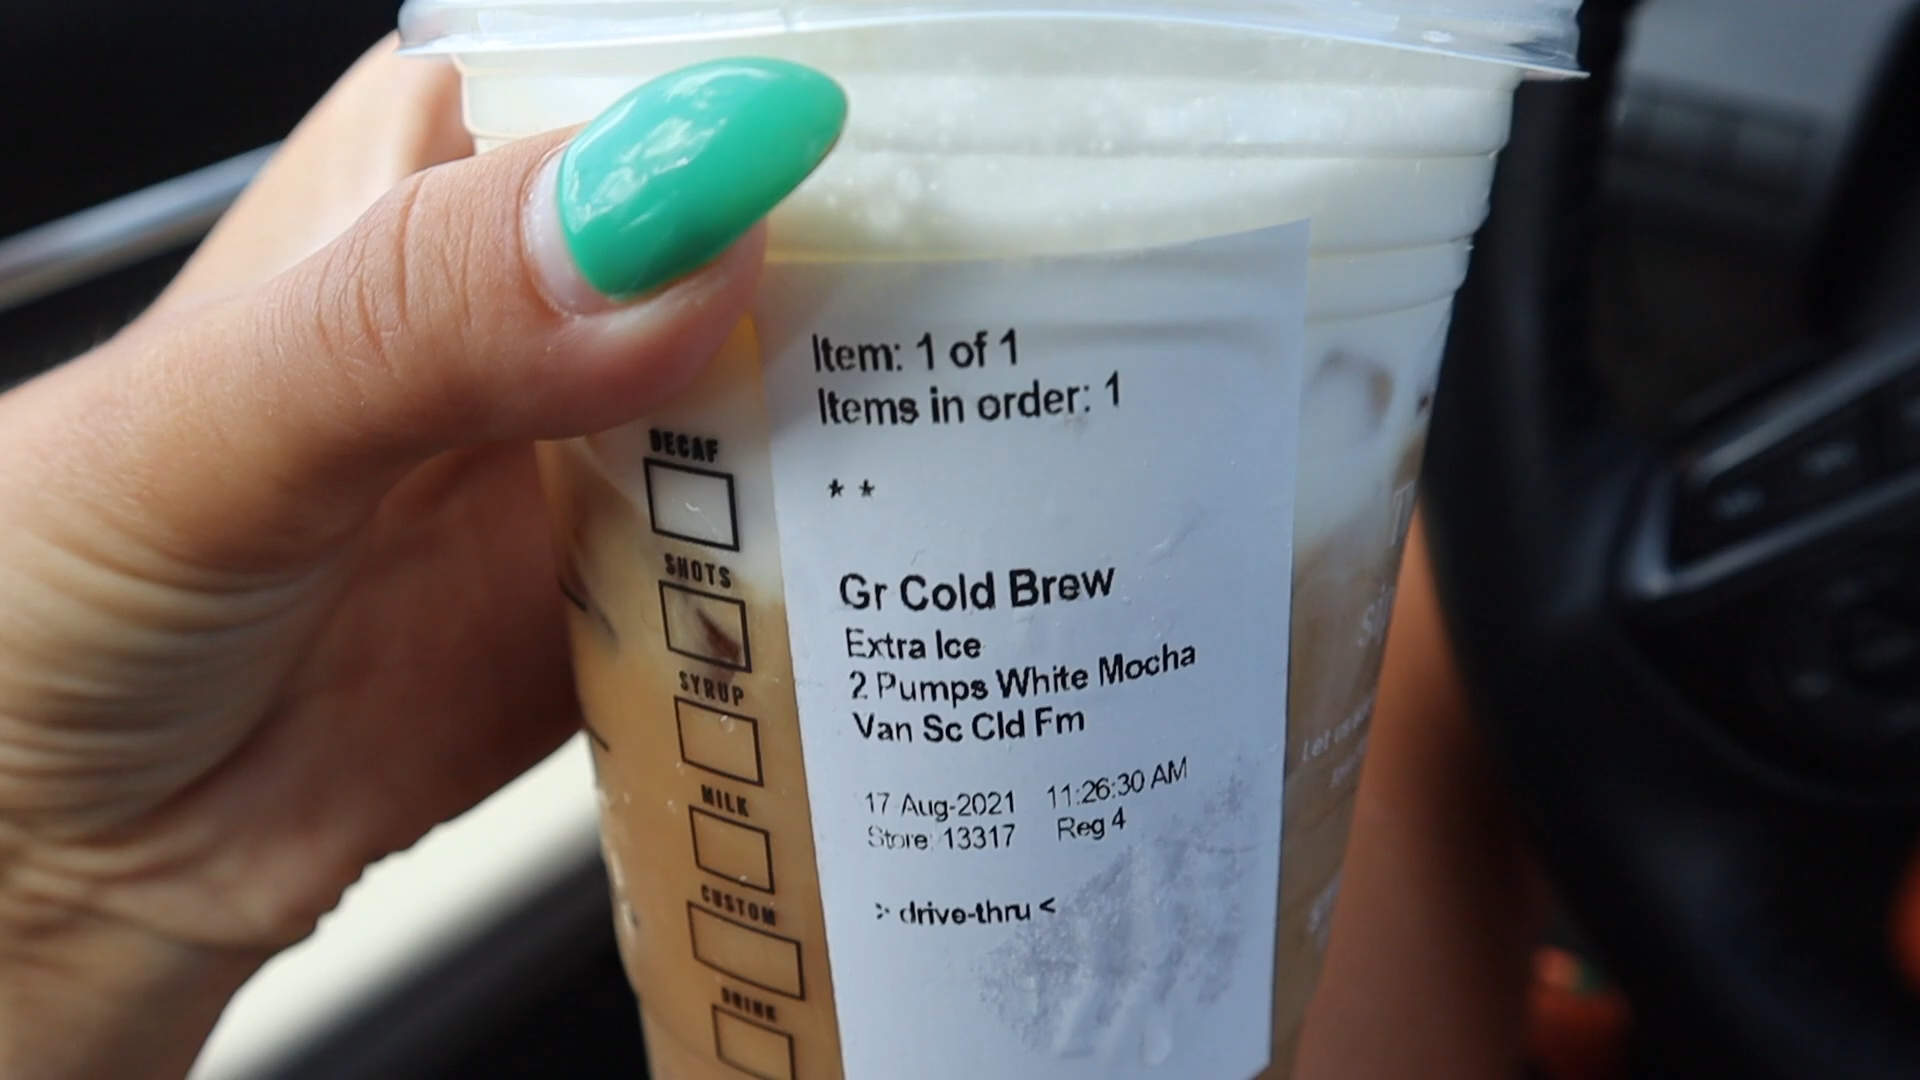 Item: 1 of 1
Items in order: 1
* *
Gr Cold Brew
Extra Ice
2 Pumps White Mocha
Van Sc Cld Fm
17 Aug-2021 11:26:30 AM
Store: 13317 Reg 4
> drive-thru <
DECAF
SHOTS
SYRUP
MILK
CUSTOM
DRINK
Let us